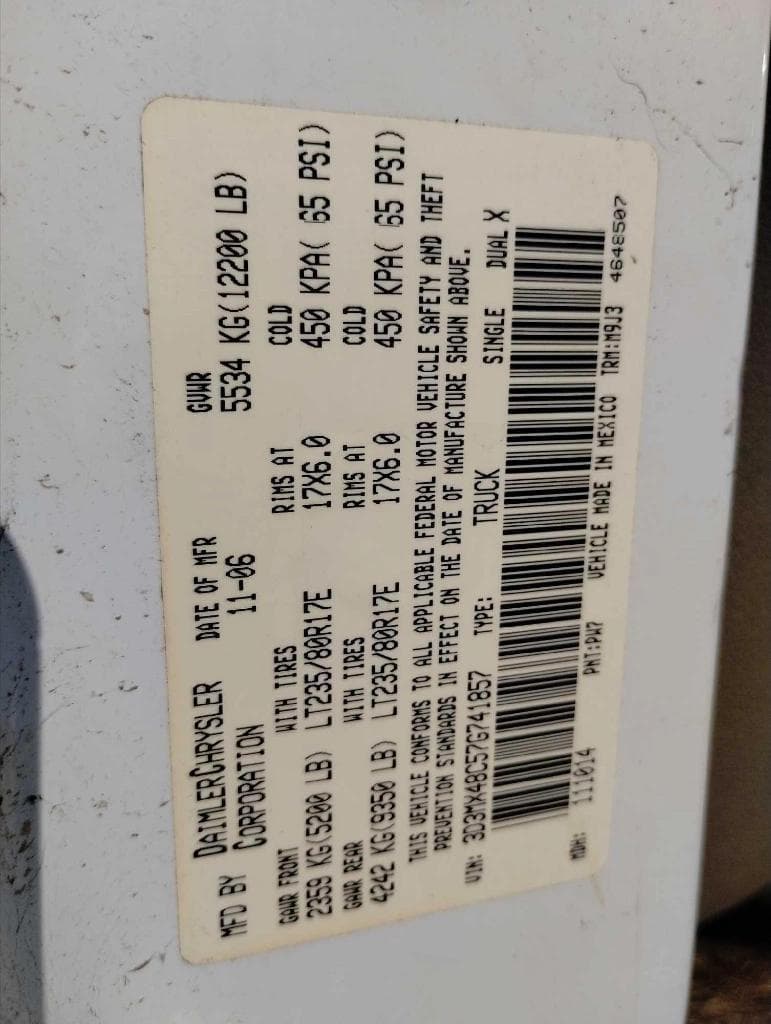 MFD BY DAIMLERCHRYSLER CORPORATION DATE OF MFR 11-06 GVWR 5534 KG(12200 LB)
GAWR FRONT WITH TIRES RIMS AT COLD
2359 KG(5200 LB) LT235/80R17E 17X6.0 450 KPA( 65 PSI)
GAWR REAR WITH TIRES RIMS AT COLD
4242 KG(9350 LB) LT235/80R17E 17X6.0 450 KPA( 65 PSI)
THIS VEHICLE CONFORMS TO ALL APPLICABLE FEDERAL MOTOR VEHICLE SAFETY AND THEFT
PREVENTION STANDARDS IN EFFECT ON THE DATE OF MANUFACTURE SHOWN ABOVE.
VIN: 3D3MX48C57G741857 TYPE: TRUCK SINGLE DUAL X
MDH: 111014 PNT:PW7 VEHICLE MADE IN MEXICO TRM:M9J3 4648507